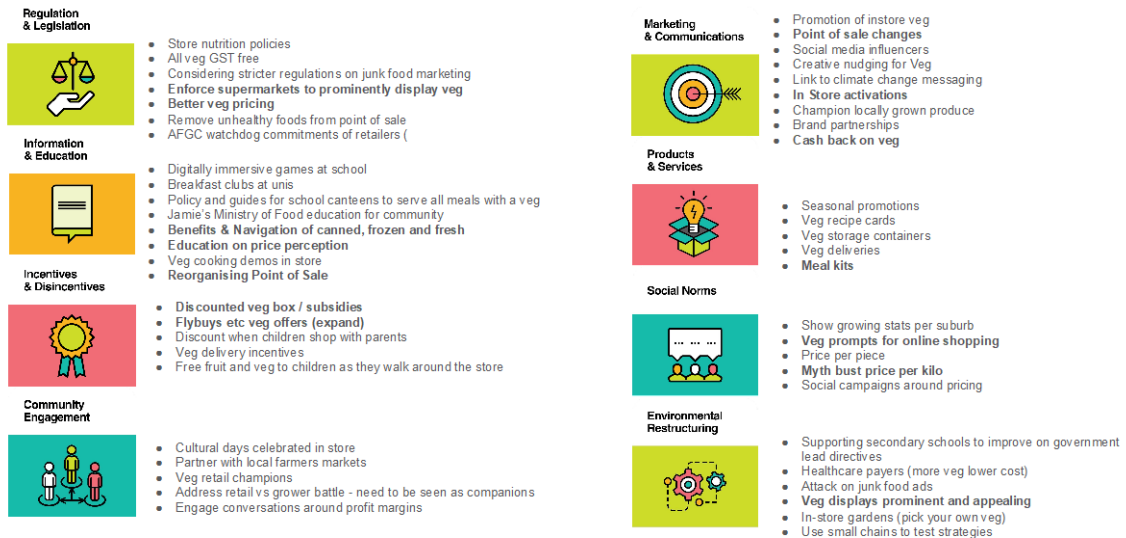 Regulation
& Legislation
Store nutrition policies
All veg GST free
Considering stricter regulations on junk food marketing
Enforce supermarkets to prominently display veg
Better veg pricing
Remove unhealthy foods from point of sale
AFGC watchdog commitments of retailers (
Information
& Education
Digitally immersive games at school
Breakfast clubs at unis
Policy and guides for school canteens to serve all meals with a veg
Jamie's Ministry of Food education for community
Benefits & Navigation of canned, frozen and fresh
Education on price perception
Veg cooking demos in store
Reorganising Point of Sale
Incentives
& Disincentives
Discounted veg box / subsidies
Flybuys etc veg offers (expand)
Discount when children shop with parents
Veg delivery incentives
Free fruit and veg to children as they walk around the store
Community
Engagement
Cultural days celebrated in store
Partner with local farmers markets
Veg retail champions
Address retail vs grower battle - need to be seen as companions
Engage conversations around profit margins
Marketing
& Communications
Promotion of instore veg
Point of sale changes
Social media influencers
Creative nudging for Veg
Link to climate change messaging
In Store activations
Champion locally grown produce
Brand partnerships
Cash back on veg
Products
& Services
Seasonal promotions
Veg recipe cards
Veg storage containers
Veg deliveries
Meal kits
Social Norms
Show growing stats per suburb
Veg prompts for online shopping
Price per piece
Myth bust price per kilo
Social campaigns around pricing
Environmental
Restructuring
Supporting secondary schools to improve on government
lead directives
Healthcare payers (more veg lower cost)
Attack on junk food ads
Veg displays prominent and appealing
In-store gardens (pick your own veg)
Use small chains to test strategies